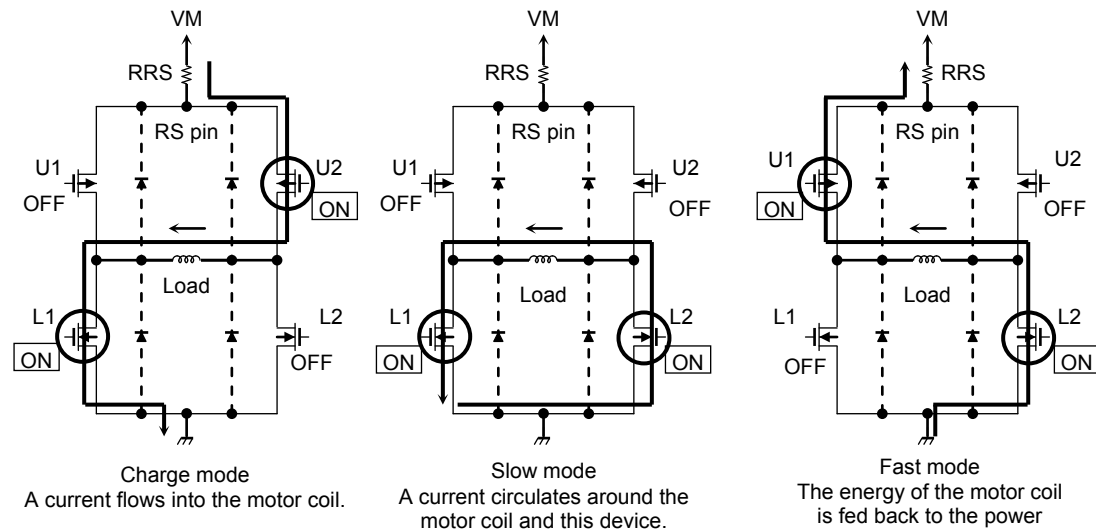 VM
RRS
RS pin
U1
U2
OFF
ON
Load
L1
L2
ON
OFF
Charge mode
A current flows into the motor coil.
VM
RRS
RS pin
U1
U2
OFF
OFF
Load
L1
L2
ON
ON
Slow mode
A current circulates around the
motor coil and this device.
VM
RRS
RS pin
U1
U2
ON
OFF
Load
L1
L2
OFF
ON
Fast mode
The energy of the motor coil
is fed back to the power